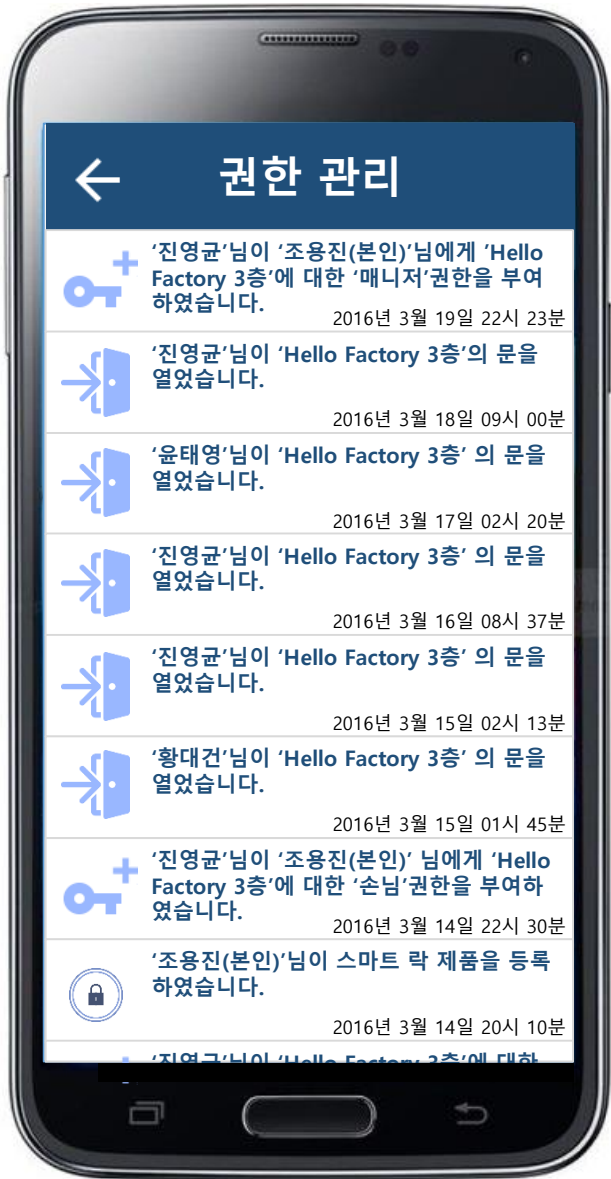 권한 관리
‘진영균’님이 ‘조용진(본인)’님에게 ’Hello
Factory 3층’에 대한 ‘매니저’권한을 부여
하였습니다.
2016년 3월 19일 22시 23분
‘진영균’님이 ‘Hello Factory 3층’의 문을
열었습니다.
2016년 3월 18일 09시 00분
‘윤태영’님이 ‘Hello Factory 3층’ 의 문을
열었습니다.
2016년 3월 17일 02시 20분
‘진영균’님이 ‘Hello Factory 3층’ 의 문을
열었습니다.
2016년 3월 16일 08시 37분
‘진영균’님이 ‘Hello Factory 3층’ 의 문을
열었습니다.
2016년 3월 15일 02시 13분
‘황대건’님이 ‘Hello Factory 3층’ 의 문을
열었습니다.
2016년 3월 15일 01시 45분
‘진영균’님이 ‘조용진(본인)’ 님에게 ‘Hello
Factory 3층’에 대한 ‘손님’권한을 부여하
였습니다.
2016년 3월 14일 22시 30분
‘조용진(본인)’님이 스마트 락 제품을 등록
하였습니다.
2016년 3월 14일 20시 10분
‘진영균’님이 ‘Hello Factory 3층’에 대한